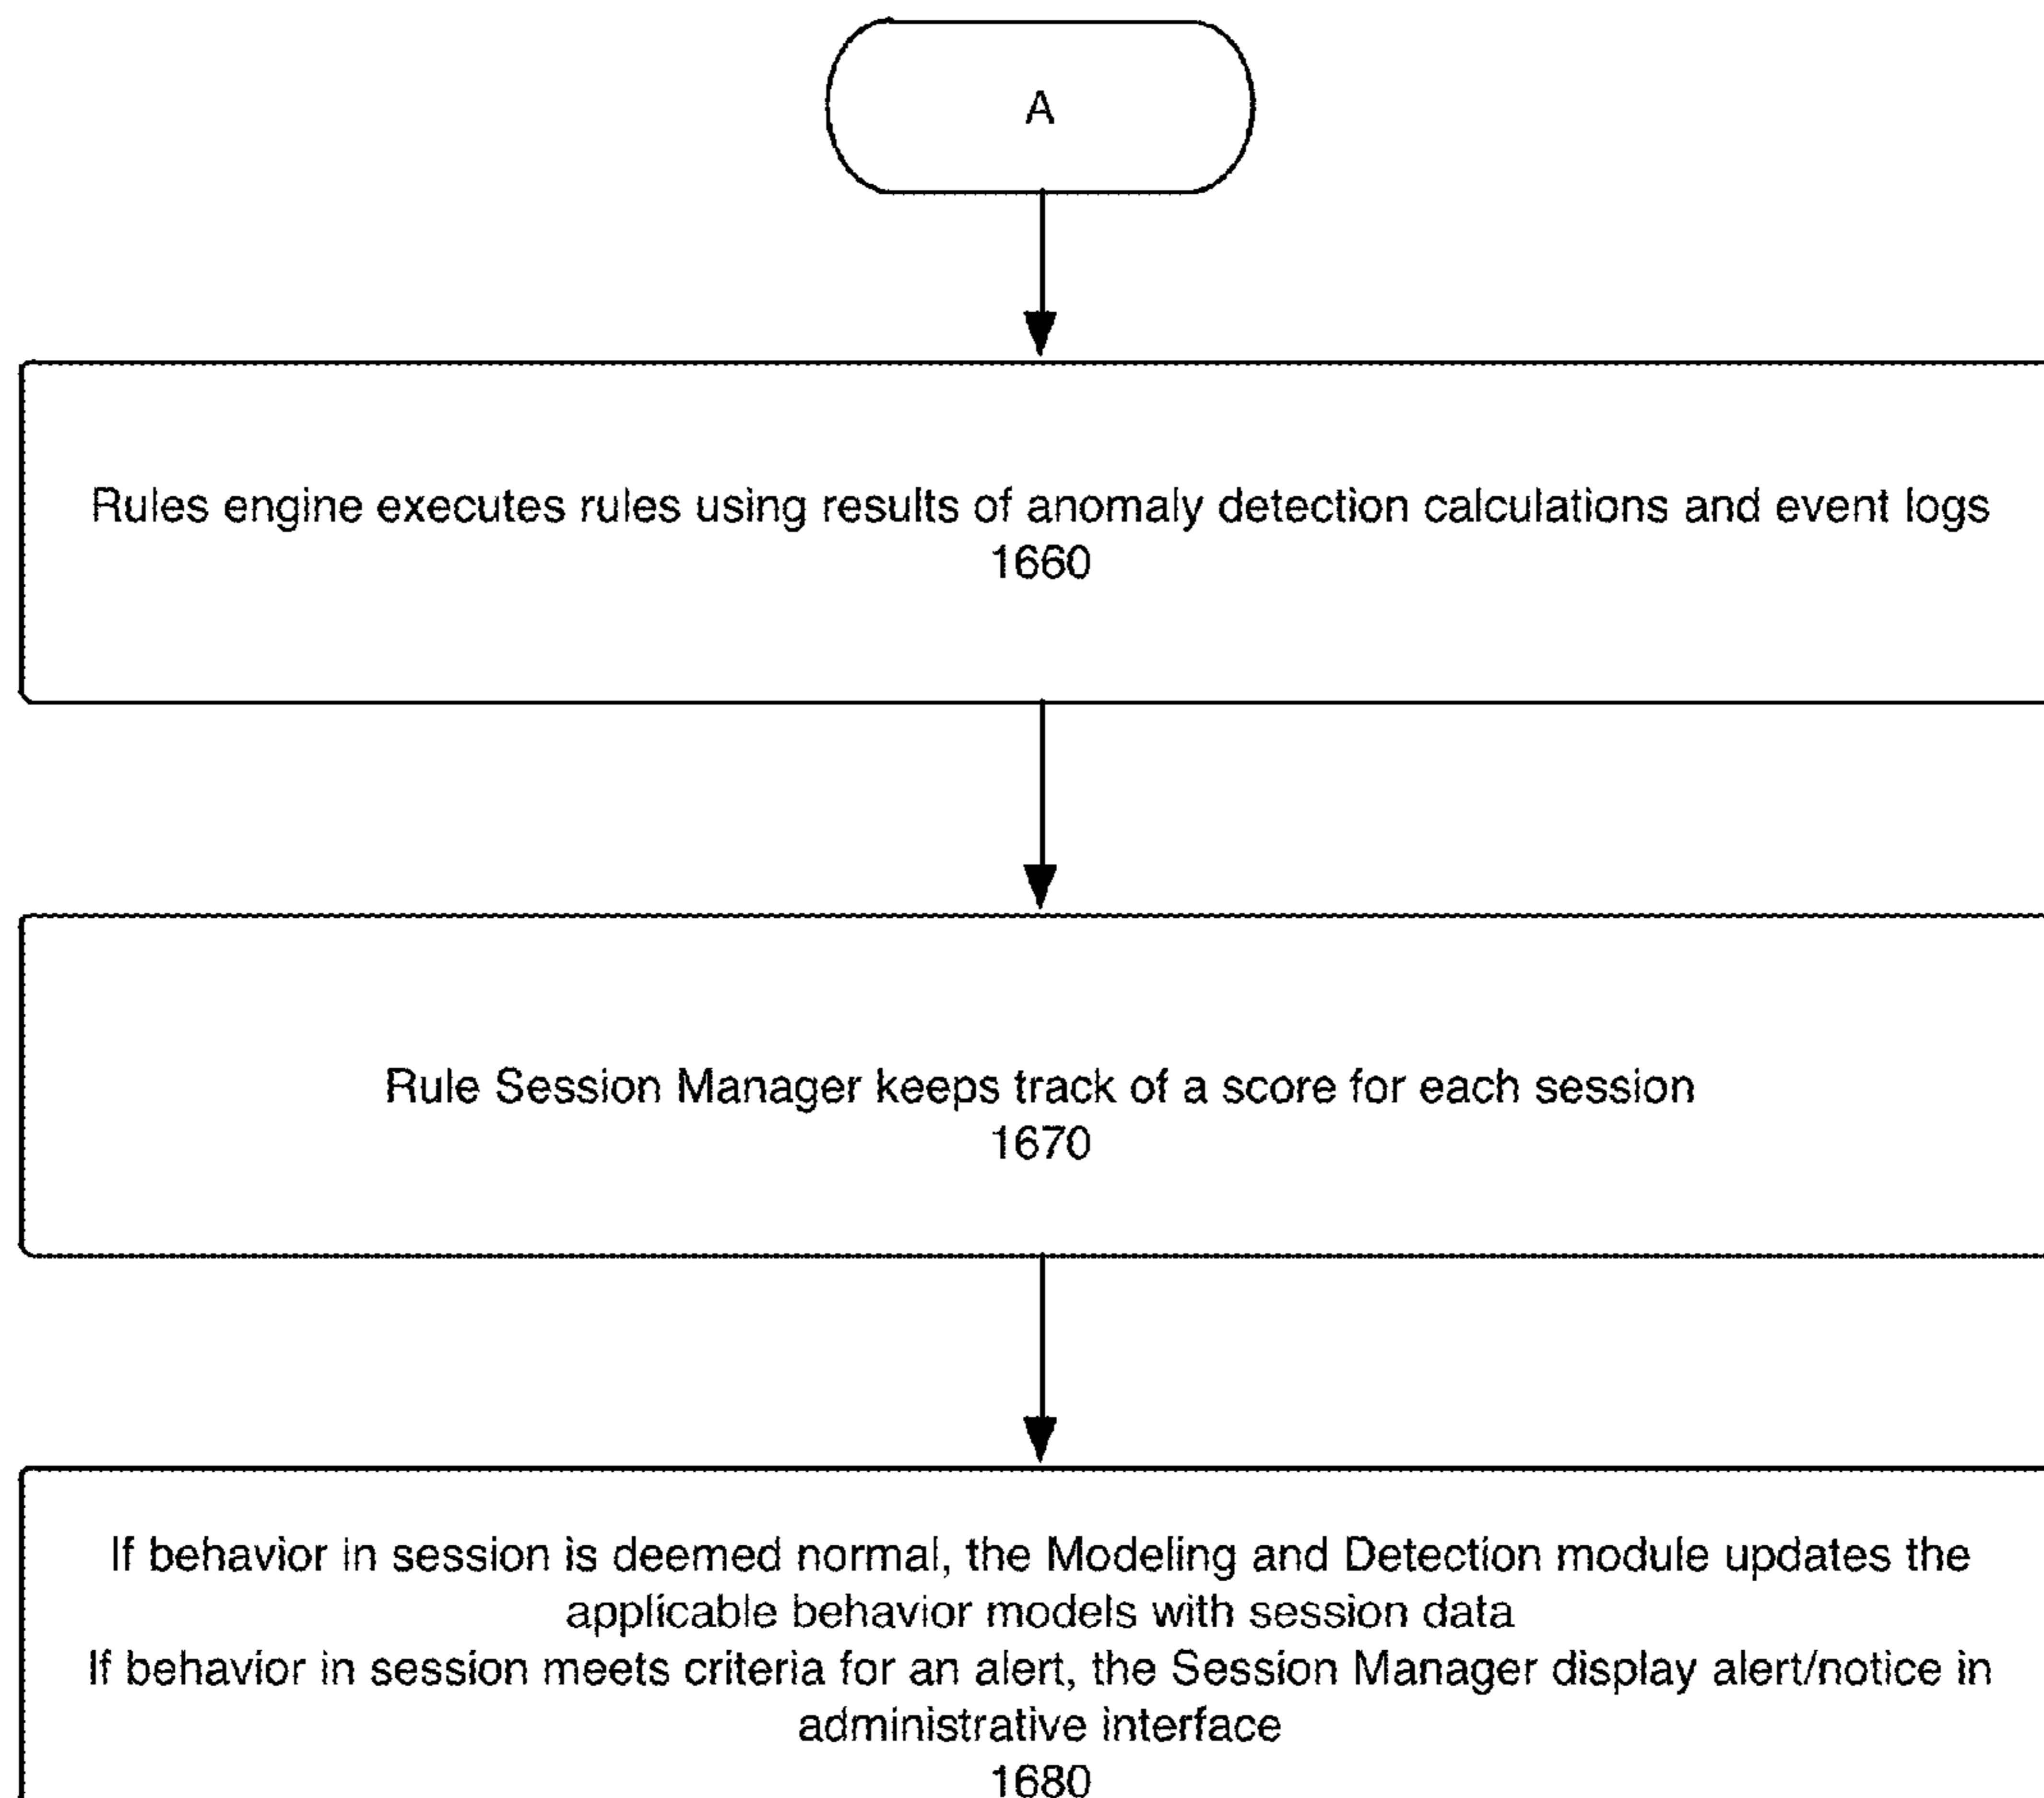 A
Rules engine executes rules using results of anomaly detection calculations and event logs
1660
Rule Session Manager keeps track of a score for each session
1670
If behavior in session is deemed normal, the Modeling and Detection module updates the
applicable behavior models with session data
If behavior in session meets criteria for an alert, the Session Manager display alert/notice in
administrative interface
1680